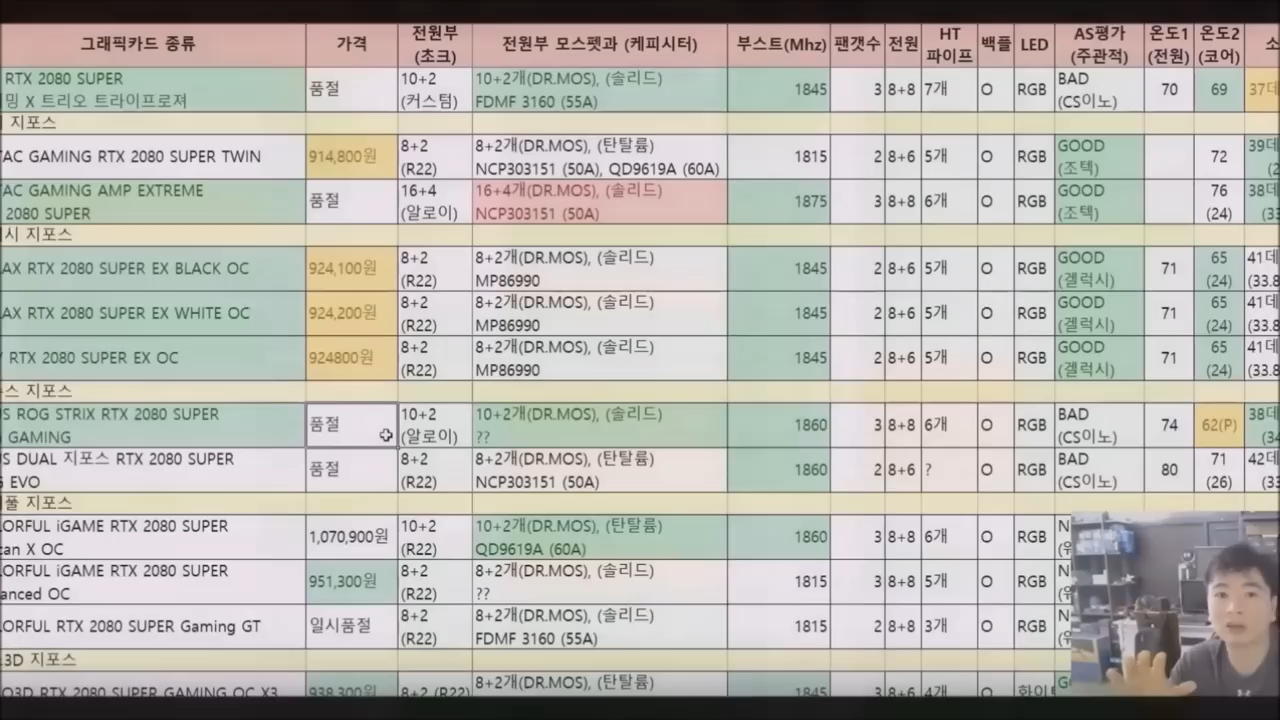 그래픽카드 종류 가격 전원부 (초크) 전원부 모스펫과 (케피시터) 부스트(Mhz) 팬갯수 전원 HT 파이프 백플 LED AS평가 (주관적) 온도1 (전원) 온도2 (코어) 소
RTX 2080 SUPER 품절 10+2 10+2개(DR.MOS), (솔리드) 1845 3 8+8 7개 O RGB BAD 70 69 37데
밍 X 트리오 트라이프로져 (커스텀) FDMF 3160 (55A) (CS이노)
지포스
TAC GAMING RTX 2080 SUPER TWIN 914,800원 8+2 8+2개(DR.MOS), (탄탈륨) 1815 2 8+6 5개 O RGB GOOD 72 39데
(R22) NCP303151 (50A), QD9619A (60A) (조텍)
TAC GAMING AMP EXTREME 품절 16+4 16+4개(DR.MOS), (솔리드) 1875 3 8+8 6개 O RGB GOOD 76 38데
2080 SUPER (알로이) NCP303151 (50A) (조텍) (24) (33
시 지포스
AX RTX 2080 SUPER EX BLACK OC 924,100원 8+2 8+2개(DR.MOS), (솔리드) 1845 2 8+6 5개 O RGB GOOD 71 65 41데
(R22) MP86990 (겔럭시) (24) (33.8
AX RTX 2080 SUPER EX WHITE OC 924,200원 8+2 8+2개(DR.MOS), (솔리드) 1845 2 8+6 5개 O RGB GOOD 71 65 41데
(R22) MP86990 (겔럭시) (24) (33.8
RTX 2080 SUPER EX OC 924800원 8+2 8+2개(DR.MOS), (솔리드) 1845 2 8+6 5개 O RGB GOOD 71 65 41데
(R22) MP86990 (겔럭시) (24) (33.8
스 지포스
S ROG STRIX RTX 2080 SUPER 품절 10+2 10+2개(DR.MOS), (솔리드) 1860 3 8+8 6개 O RGB BAD 74 62(P) 38데
GAMING (알로이) ?? (CS이노) (34
S DUAL 지포스 RTX 2080 SUPER 품절 8+2 8+2개(DR.MOS), (탄탈륨) 1860 2 8+6 ? O RGB BAD 80 71 42데
EVO (R22) NCP303151 (50A) (CS이노) (26) (33
풀 지포스
ORFUL iGAME RTX 2080 SUPER 1,070,900원 10+2 10+2개(DR.MOS), (탄탈륨) 1860 3 8+8 6개 O RGB
can X OC (R22) QD9619A (60A)
ORFUL iGAME RTX 2080 SUPER 951,300원 8+2 8+2개(DR.MOS), (솔리드) 1815 3 8+8 5개 O RGB
anced OC (R22) ??
ORFUL RTX 2080 SUPER Gaming GT 일시품절 8+2 8+2개(DR.MOS), (솔리드) 1815 2 8+8 3개 O RGB
(R22) FDMF 3160 (55A)
3D 지포스
O3D RTX 2080 SUPER GAMING OC X3 938,300원 8+2 (R22) 8+2개(DR.MOS), (탄탈륨) 1845 3 8+6 4개 O